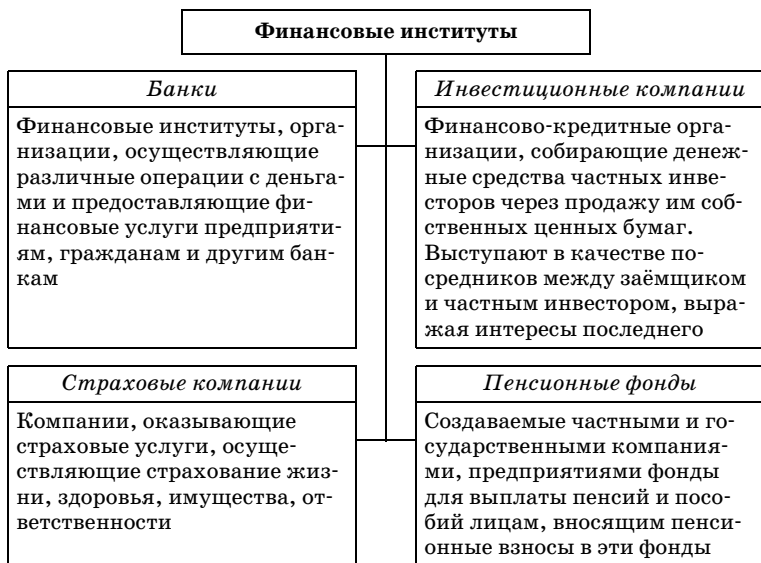 Финансовые институты
Банки
Финансовые институты, орга-
низации, осуществляющие
различные операции с деньга-
ми и предоставляющие фи-
нансовые услуги предприяти-
ям, гражданам и другим бан-
кам
Инвестиционные компании
Финансово-кредитные орга-
низации, собирающие денеж-
ные средства частных инве-
сторов через продажу им соб-
ственных ценных бумаг.
Выступают в качестве по-
средников между заёмщиком
и частным инвестором, выра-
жая интересы последнего
Страховые компании
Компании, оказывающие
страховые услуги, осуще-
ствляющие страхование жиз-
ни, здоровья, имущества, от-
ветственности
Пенсионные фонды
Создаваемые частными и го-
сударственными компания-
ми, предприятиями фонды
для выплаты пенсий и посо-
бий лицам, вносящим пенси-
онные взносы в эти фонды